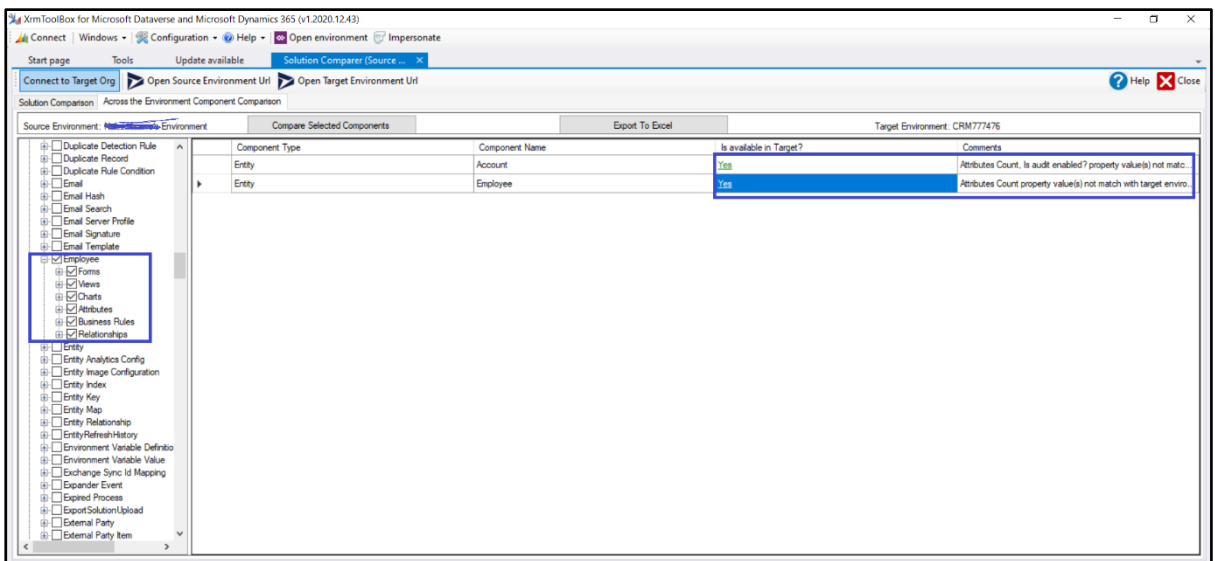 XrmToolBox for Microsoft Dataverse and Microsoft Dynamics 365 (v1.2020.12.43)
Connect Windows Configuration Help Open environment Impersonate
Start page Tools Update available Solution Comparer (Source ... ×
Connect to Target Org Open Source Environment Url Open Target Environment Url Help Close
Solution Comparison Across the Environment Component Comparison
Source Environment: Environment Compare Selected Components Export To Excel Target Environment: CRM777476
Component Type Component Name Is available in Target? Comments
Entity Account Yes Attributes Count, Is audit enabled? property value(s) not matc...
Entity Employee Yes Attributes Count property value(s) not match with target enviro...
Duplicate Detection Rule
Duplicate Record
Duplicate Rule Condition
Email
Email Hash
Email Search
Email Server Profile
Email Signature
Email Template
Employee
Forms
Views
Charts
Attributes
Business Rules
Relationships
Entity
Entity Analytics Config
Entity Image Configuration
Entity Index
Entity Key
Entity Map
Entity Relationship
EntityRefreshHistory
Environment Variable Definitio
Environment Variable Value
Exchange Sync Id Mapping
Expander Event
Expired Process
ExportSolutionUpload
External Party
External Party Item